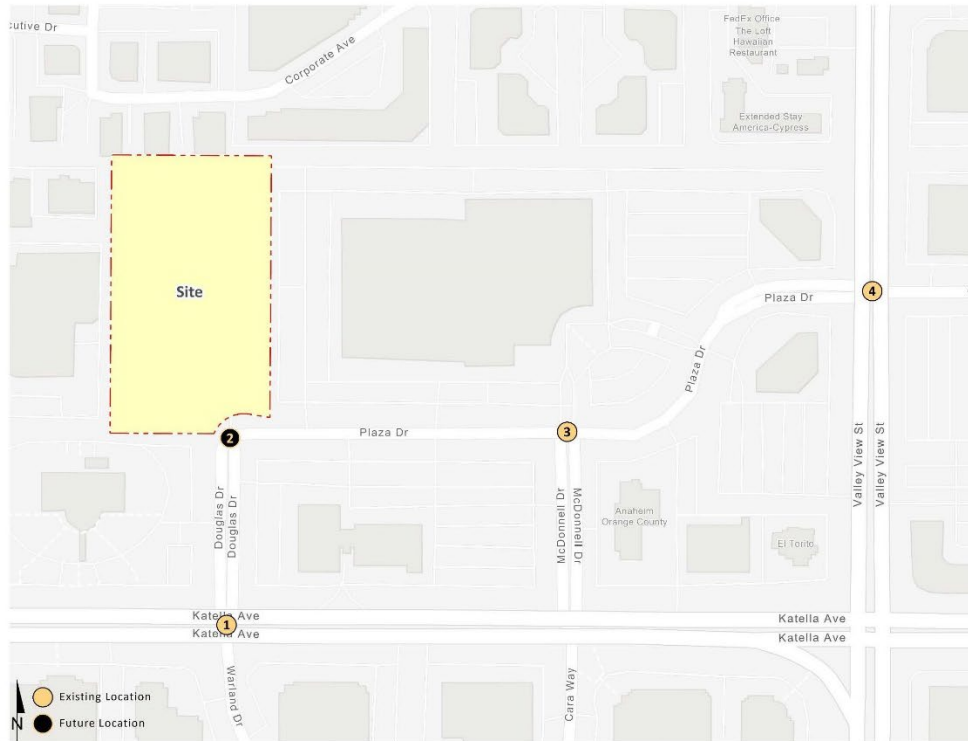 cutive Dr
Corporate Ave
FedEx Office
The Loft
Hawaiian
Restaurant
Extended Stay
America-Cypress
Site
Plaza Dr
4
Plaza Dr
Plaza Dr
3
2
Douglas Dr
Douglas Dr
McDonnell Dr
McDonnell Dr
Anaheim
Orange County
El Torito
Valley View St
Valley View St
Katella Ave
Katella Ave
1
Katella Ave
Katella Ave
Warland Dr
Cara Way
N
Existing Location
Future Location